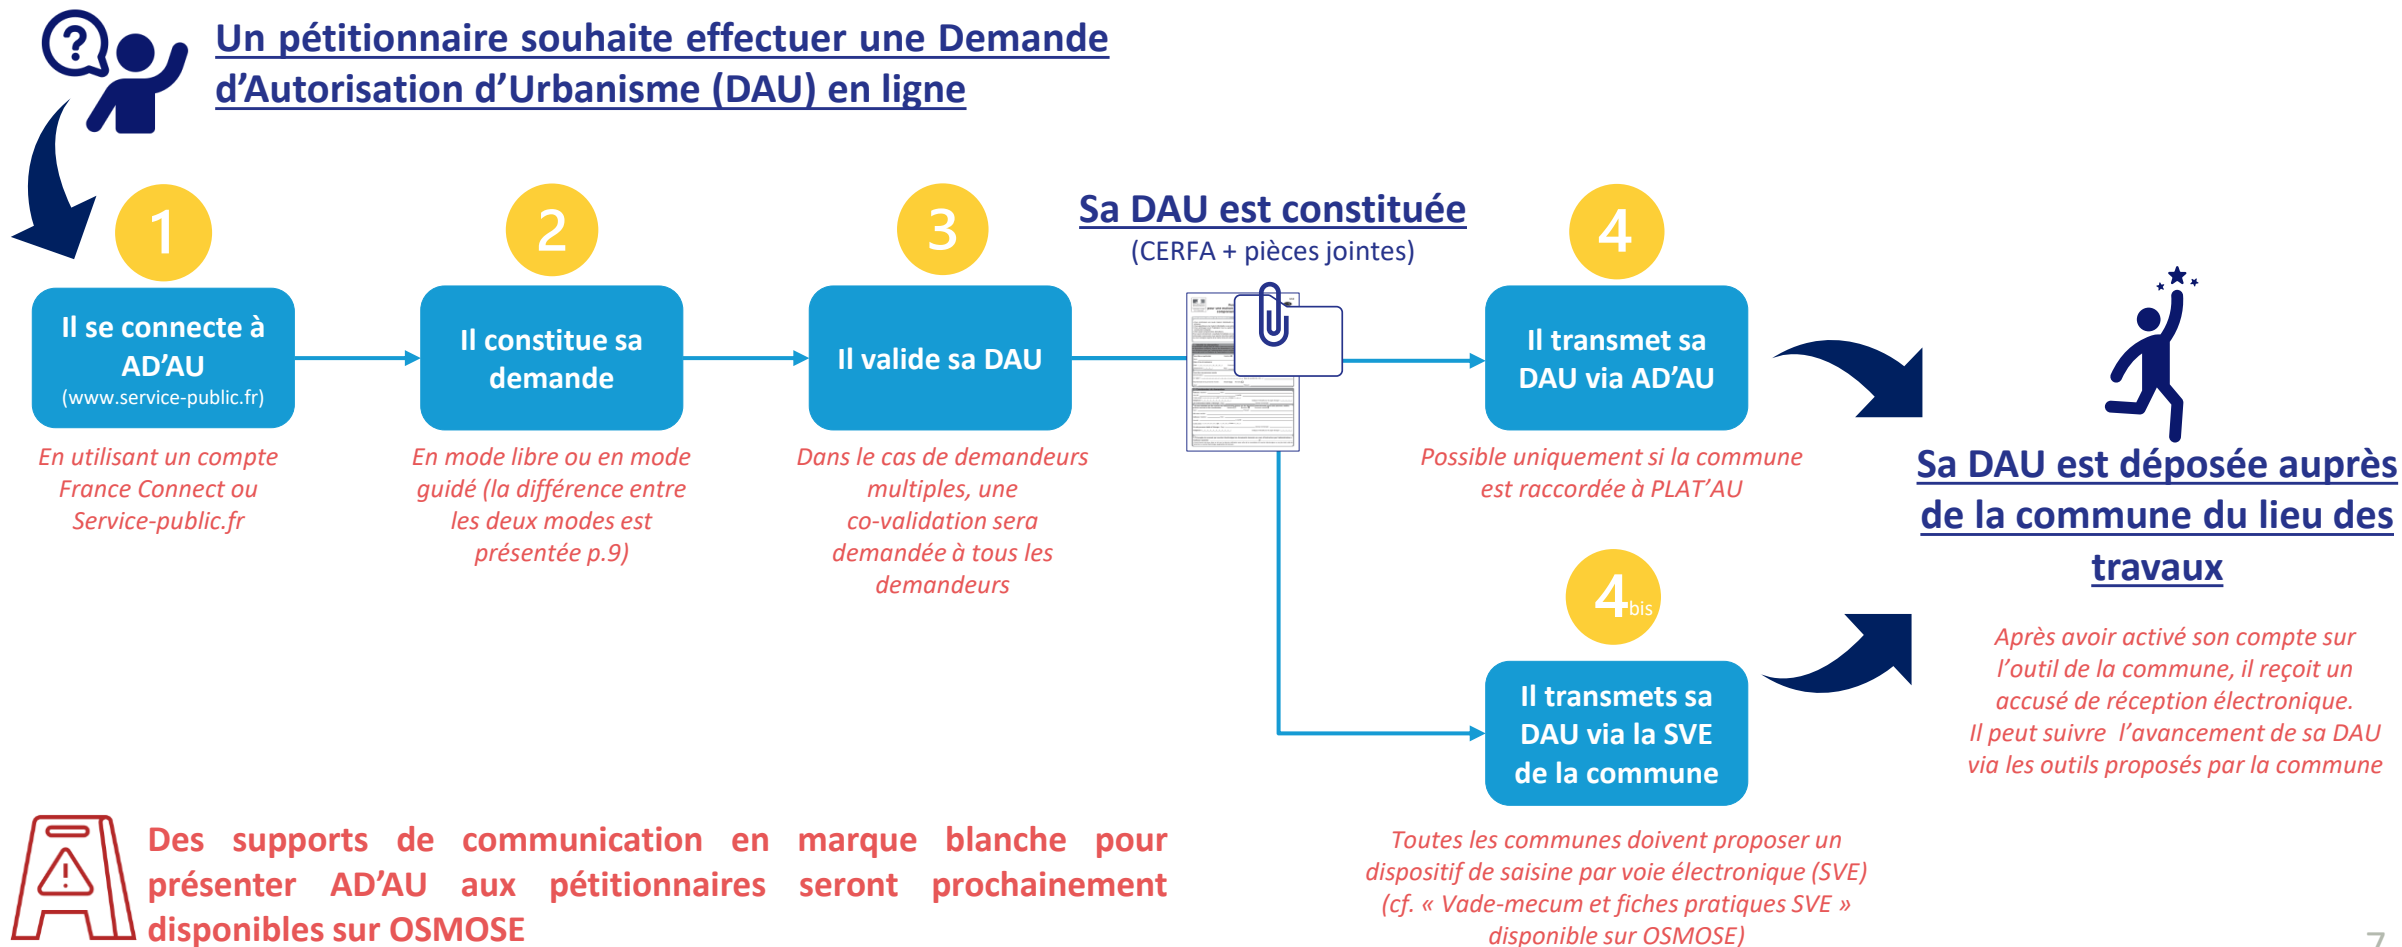 Un pétitionnaire souhaite effectuer une Demande
d’Autorisation d’Urbanisme (DAU) en ligne
1
Il se connecte à
AD’AU
(www.service-public.fr)
En utilisant un compte
France Connect ou
Service-public.fr
2
Il constitue sa
demande
En mode libre ou en mode
guidé (la différence entre
les deux modes est
présentée p.9)
3
Il valide sa DAU
Dans le cas de demandeurs
multiples, une
co-validation sera
demandée à tous les
demandeurs
Sa DAU est constituée
(CERFA + pièces jointes)
4
Il transmet sa
DAU via AD’AU
Possible uniquement si la commune
est raccordée à PLAT’AU
4 bis
Il transmets sa
DAU via la SVE
de la commune
Toutes les communes doivent proposer un
dispositif de saisine par voie électronique (SVE)
(cf. « Vade-mecum et fiches pratiques SVE »
disponible sur OSMOSE)
Sa DAU est déposée auprès
de la commune du lieu des
travaux
Après avoir activé son compte sur
l’outil de la commune, il reçoit un
accusé de réception électronique.
Il peut suivre l’avancement de sa DAU
via les outils proposés par la commune
Des supports de communication en marque blanche pour
présenter AD’AU aux pétitionnaires seront prochainement
disponibles sur OSMOSE
7